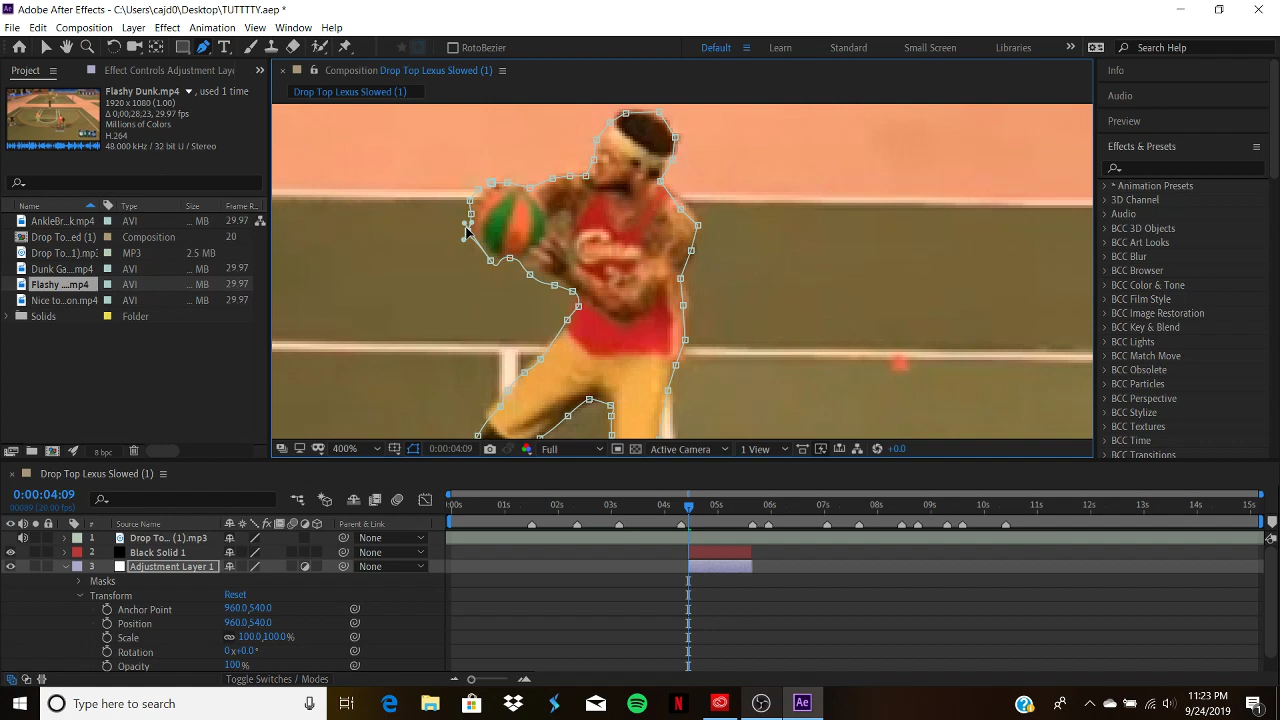 Adobe After Effects - C:\Users\cajd0\Desktop\TUTTTTY.aep *
File Edit Composition Layer Effect Animation View Window Help
RotoBezier
Default Learn Standard Small Screen Libraries Search Help
Project Effect Controls Adjustment Lay
Composition Drop Top Lexus Slowed (1)
Drop Top Lexus Slowed (1)
Flashy Dunk.mp4 , used 1 time
1920 x 1080 (1.00)
Δ 0;00;28;23, 29.97 fps
Millions of Colors
H.264
48.000 kHz / 32 bit U / Stereo
Name Type Size Frame R...
AnkleBr...k.mp4 AVI ... MB 29.97
Drop To...ed (1) Composition 20
Drop To...1).mp3 MP3 2.5 MB
Dunk Ga....mp4 AVI ... MB 29.97
Flashy ....mp4 AVI ... MB 29.97
Nice to...on.mp4 AVI ... MB 29.97
Solids Folder
8 bpc
400% 0:00:04:09 Full Active Camera 1 View +0.0
Info
Audio
Preview
Effects & Presets
* Animation Presets
3D Channel
Audio
BCC 3D Objects
BCC Art Looks
BCC Blur
BCC Browser
BCC Color & Tone
BCC Film Style
BCC Image Restoration
BCC Key & Blend
BCC Lights
BCC Match Move
BCC Obsolete
BCC Particles
BCC Perspective
BCC Stylize
BCC Textures
BCC Time
BCC Transitions
Drop Top Lexus Slowed (1)
0:00:04:09
00089 (20.00 fps)
:00s 01s 02s 03s 04s 05s 06s 07s 08s 09s 10s 11s 12s 13s 14s 15s
# Source Name Parent & Link
1 Drop To... (1).mp3 None
2 Black Solid 1 None
3 Adjustment Layer 1 None
Masks
Transform Reset
Anchor Point 960.0,540.0
Position 960.0,540.0
Scale 100.0,100.0%
Rotation 0x+0.0°
Opacity 100%
Toggle Switches / Modes
Type here to search
11:23 PM
9/24/2019